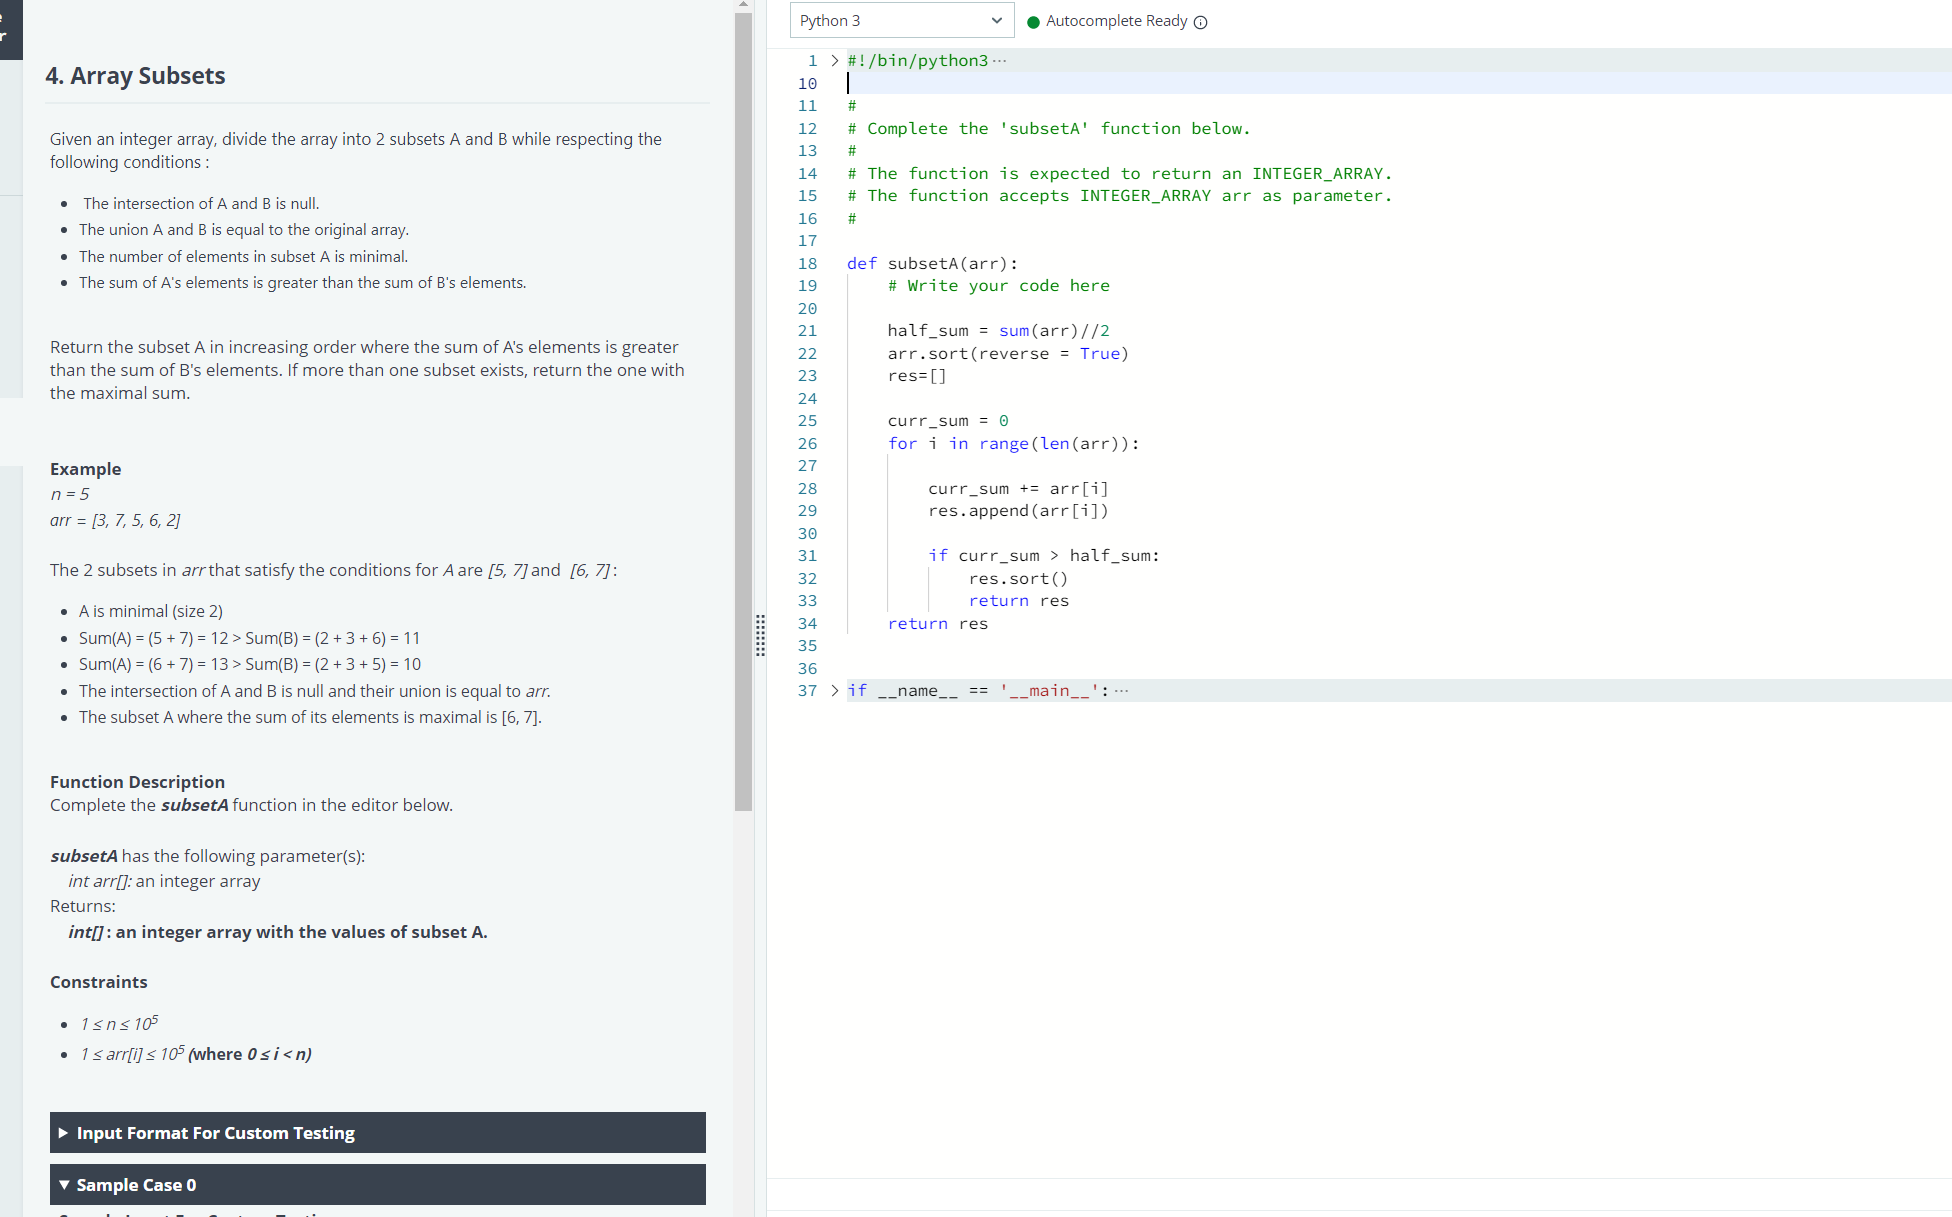 4. Array Subsets
Given an integer array, divide the array into 2 subsets A and B while respecting the
following conditions :
• The intersection of A and B is null.
• The union A and B is equal to the original array.
• The number of elements in subset A is minimal.
• The sum of A's elements is greater than the sum of B's elements.
Return the subset A in increasing order where the sum of A's elements is greater
than the sum of B's elements. If more than one subset exists, return the one with
the maximal sum.
Example
n = 5
arr = [3, 7, 5, 6, 2]
The 2 subsets in arr that satisfy the conditions for A are [5, 7] and [6, 7] :
• A is minimal (size 2)
• Sum(A) = (5 + 7) = 12 > Sum(B) = (2 + 3 + 6) = 11
• Sum(A) = (6 + 7) = 13 > Sum(B) = (2 + 3 + 5) = 10
• The intersection of A and B is null and their union is equal to arr.
• The subset A where the sum of its elements is maximal is [6, 7].
Function Description
Complete the subsetA function in the editor below.
subsetA has the following parameter(s):
int arr[]: an integer array
Returns:
int[] : an integer array with the values of subset A.
Constraints
• 1 ≤ n ≤ 10⁵
• 1 ≤ arr[i] ≤ 10⁵ (where 0 ≤ i < n)
▶ Input Format For Custom Testing
▼ Sample Case 0
Python 3
Autocomplete Ready
1 > #!/bin/python3 ···
10
11 #
12 # Complete the 'subsetA' function below.
13 #
14 # The function is expected to return an INTEGER_ARRAY.
15 # The function accepts INTEGER_ARRAY arr as parameter.
16 #
17
18 def subsetA(arr):
19     # Write your code here
20
21     half_sum = sum(arr)//2
22     arr.sort(reverse = True)
23     res=[]
24
25     curr_sum = 0
26     for i in range(len(arr)):
27
28         curr_sum += arr[i]
29         res.append(arr[i])
30
31         if curr_sum > half_sum:
32             res.sort()
33             return res
34     return res
35
36
37 > if __name__ == '__main__': ···